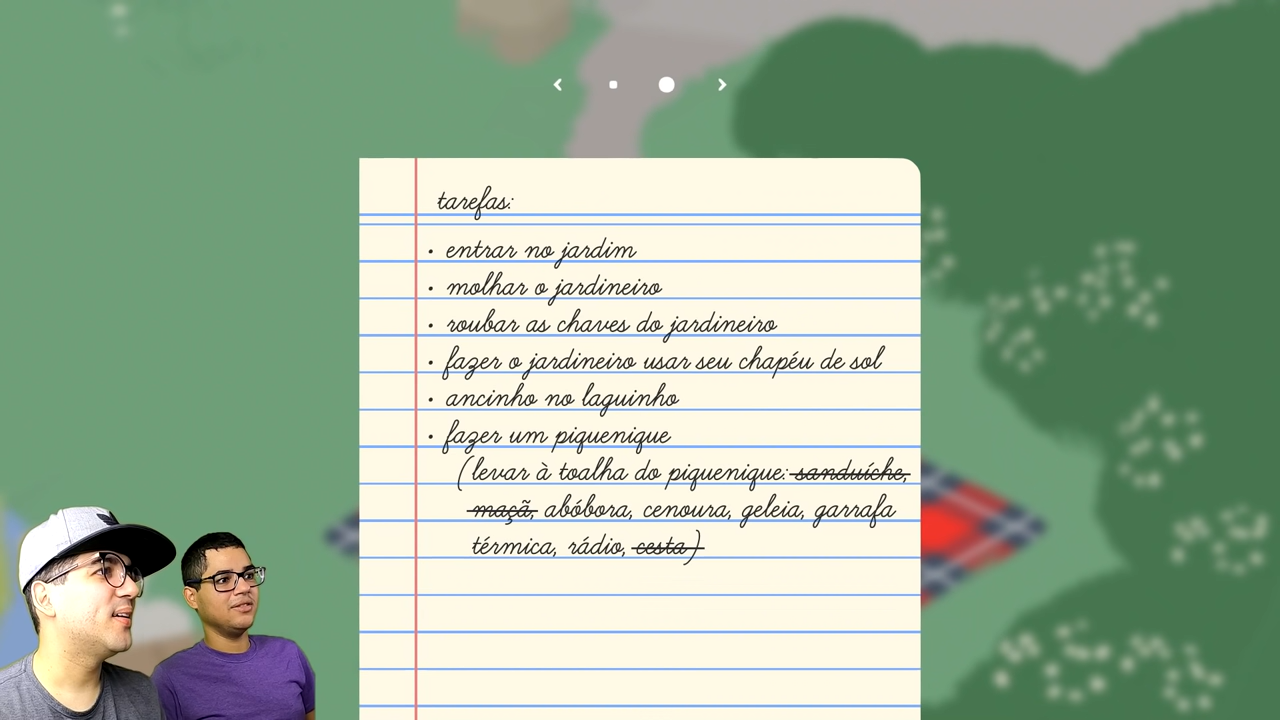 tarefas:
• entrar no jardim
• molhar o jardineiro
• roubar as chaves do jardineiro
• fazer o jardineiro usar seu chapéu de sol
• ancinho no laguinho
• fazer um piquenique
(levar à toalha do piquenique: sanduíche,
maçã, abóbora, cenoura, geleia, garrafa
térmica, rádio, cesta)